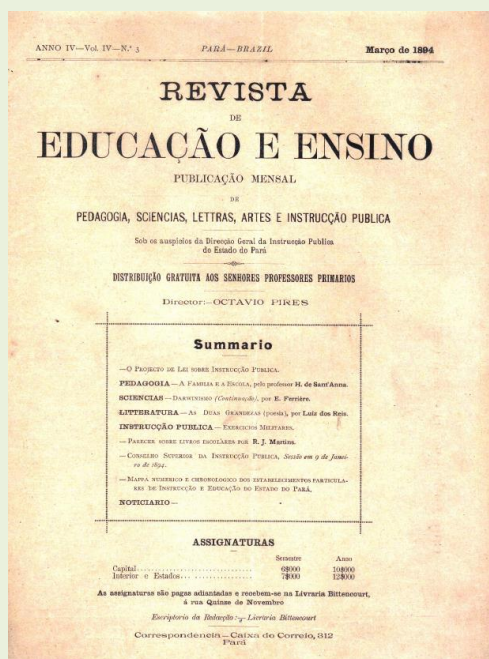 ANNO IV—Vol. IV—N.º 3 PARÁ—BRAZIL Março de 1894
REVISTA
DE
EDUCAÇÃO E ENSINO
PUBLICAÇÃO MENSAL
DE
PEDAGOGIA, SCIENCIAS, LETTRAS, ARTES E INSTRUCÇÃO PUBLICA
Sob os auspicios da Direcção Geral da Instrucção Publica
do Estado do Pará
DISTRIBUIÇÃO GRATUITA AOS SENHORES PROFESSORES PRIMARIOS
Director:—OCTAVIO PIRES
Summario
—O PROJECTO DE LEI SOBRE INSTRUCÇÃO PUBLICA.
PEDAGOGIA—A FAMILIA E A ESCOLA, pelo professor H. de Sant'Anna.
SCIENCIAS—DARWINISMO (Continuação), por E. Ferrière.
LITTERATURA—AS DUAS GRANDEZAS (poesia), por Luiz dos Reis.
INSTRUCÇÃO PUBLICA—EXERCICIOS MILITARES.
—PARECER SOBRE LIVROS ESCOLARES POR R. J. Martins.
—CONSELHO SUPERIOR DA INSTRUCÇÃO PUBLICA, Sessão em 9 de Janei-
ro de 1894.
—MAPPA NUMERICO E CHRONOLOGICO DOS ESTABELECIMENTOS PARTICULA-
RES DE INSTRUCÇÃO E EDUCAÇÃO DO ESTADO DO PARÁ.
NOTICIARIO—
ASSIGNATURAS
Semestre Anno
Capital 6$000 10$000
Interior e Estados 7$000 12$000
As assignaturas são pagas adiantadas e recebem-se na Livraria Bittencourt,
á rua Quinze de Novembro
Escriptorio da Redacção:—Livraria Bittencourt
Correspondencia—Caixa do Correio, 312
Pará